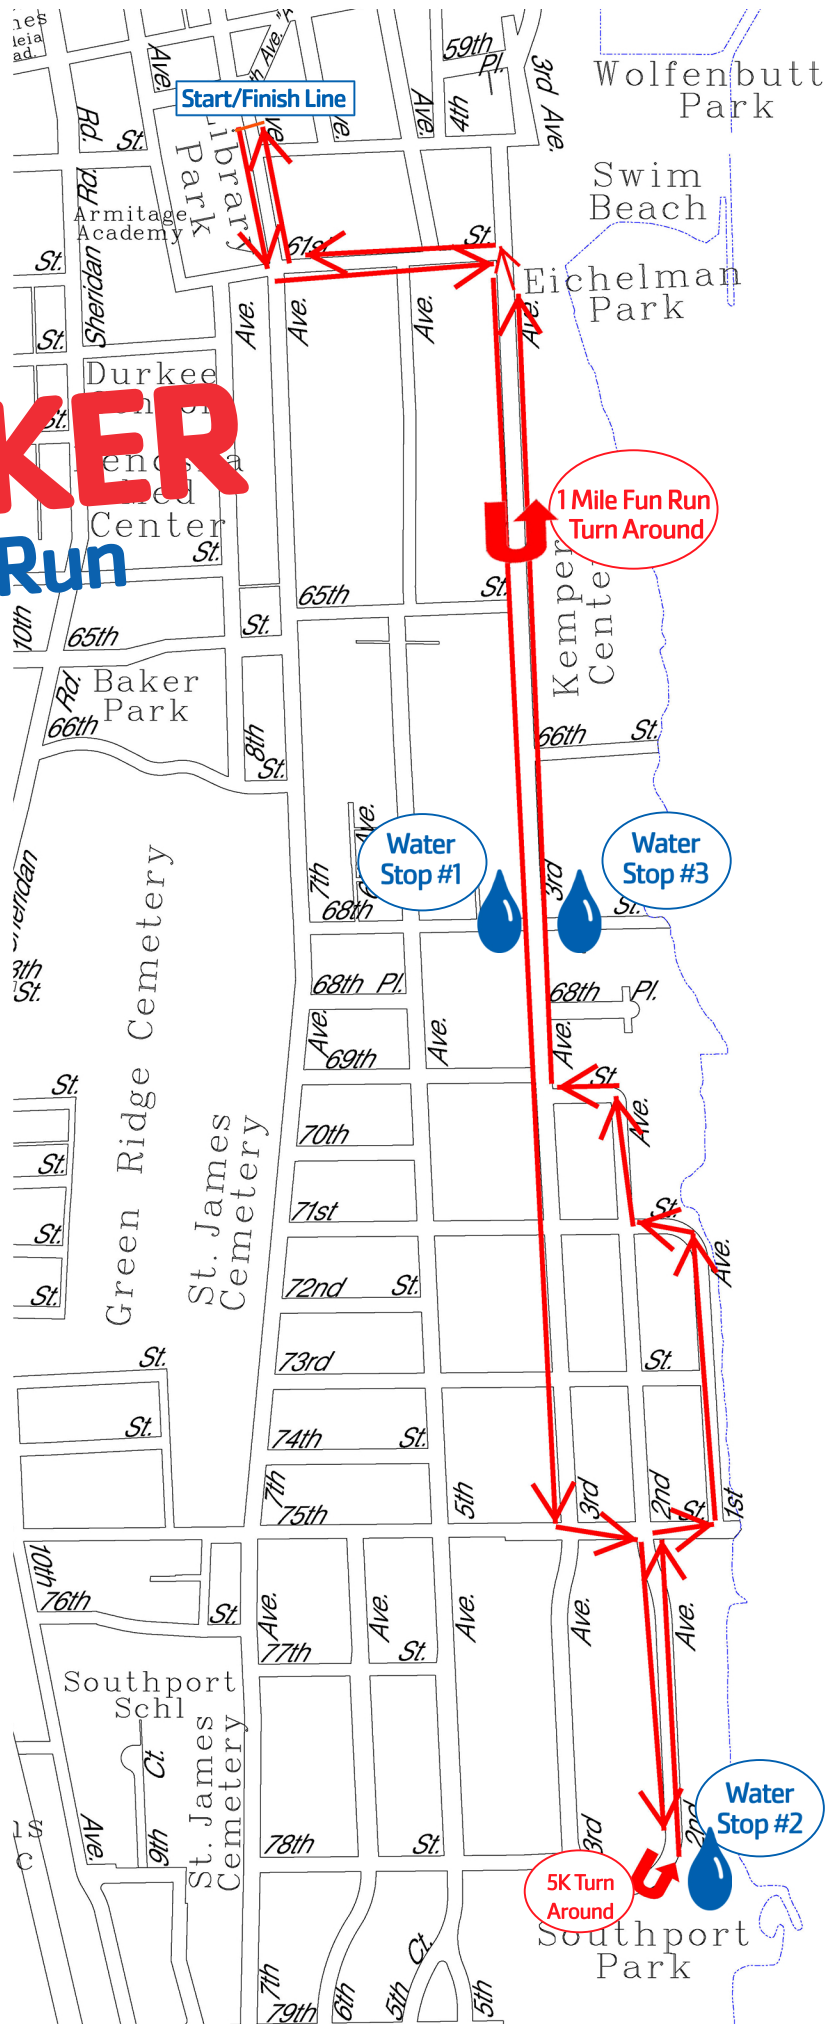 59th
Pl.
3rd Ave.
Wolfenbutt
Park
Ave.
Start/Finish Line
Ave.
4th
Rd.
St.
Library
Park
Swim
Beach
Armitage
Academy
Sheridan Rd.
St.
61st
St.
Eichelman
Park
St.
Ave.
Ave.
Ave.
Ave.
Durkee
St.
KER
Center
Run
1 Mile Fun Run
Turn Around
Kemper
Center
St.
10th
65th
St.
65th
St.
Baker
Park
Rd.
66th
8th
St.
66th
St.
Water
Stop #1
Water
Stop #3
Ave.
7th
68th
3rd
St.
Green Ridge Cemetery
St.
68th Pl.
68th Pl.
Ave.
69th
Ave.
Ave.
St.
St.
70th
Ave.
St. James
Cemetery
St.
71st
St.
St.
72nd St.
Ave.
St.
St.
73rd
St.
St.
74th
St.
7th
75th
5th
3rd
2nd
St.
1st
10th
76th
St.
Ave.
Ave.
Ave.
Ave.
Ave.
77th
St.
Southport
Schl
St. James
Cemetery
Ct.
Ave.
9th
78th
St.
3rd
2nd
Water
Stop #2
5K Turn
Around
Southport
Park
Ct.
7th
79th
6th
5th
5th